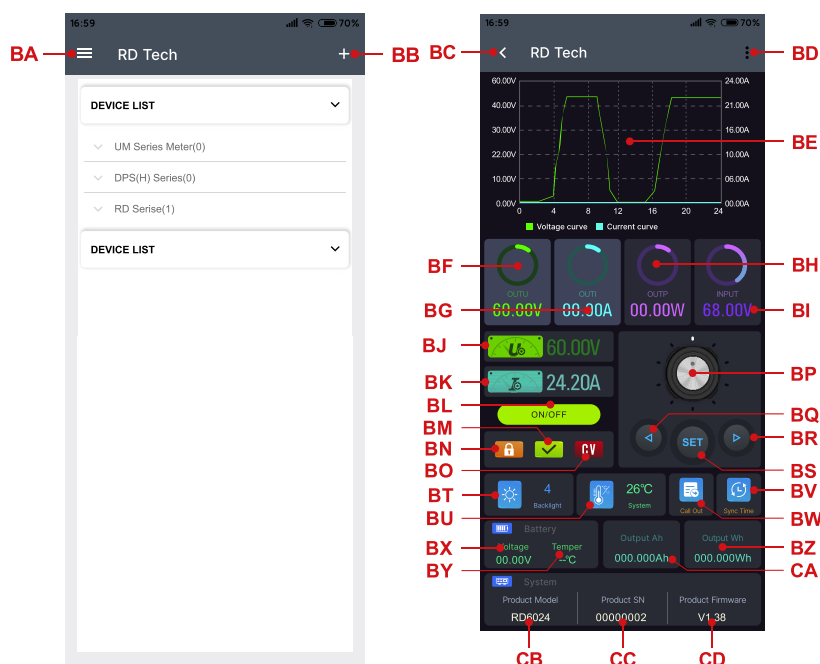 16:59
70%
BA
RD Tech
+
BB
DEVICE LIST
UM Series Meter(0)
DPS(H) Series(0)
RD Serise(1)
DEVICE LIST
16:59
70%
BC
RD Tech
BD
60.00V
24.00A
40.00V
21.00A
30.00V
16.00A
BE
22.00V
10.00A
10.00V
06.00A
0.00V
00.00A
0 4 8 12 16 20 24
Voltage curve Current curve
BF
BH
OUTU OUTI OUTP INPUT
BG
60.00V 00.00A 00.00W 68.00V
BI
BJ
U0 60.00V
BK
I0 24.20A
BP
BL
ON/OFF
BQ
BM
BR
BN
CV
SET
BO
BS
BT
4
Backlight
26℃
System
BU
Call Out
Sync Time
BV
BW
Battery
BX
Voltage Temper
00.00V --℃
BY
Output Ah
000.000Ah
Output Wh
000.000Wh
BZ
CA
System
Product Model Product SN Product Firmware
RD6024 00000002 V1.38
CB CC CD